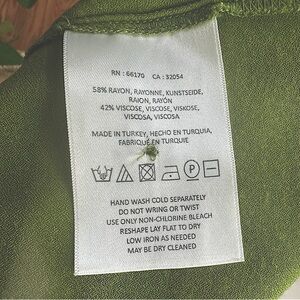 RN : 66170 CA : 32054
58% RAYON, RAYONNE, KUNSTSEIDE,
RAION, RAYÓN
42% VISCOSE, VISCOSE, VISKOSE,
VISCOSA, VISCOSA
MADE IN TURKEY, HECHO EN TURQUIA,
FABRIQUÉ EN TURQUIE
P
HAND WASH COLD SEPARATELY
DO NOT WRING OR TWIST
USE ONLY NON-CHLORINE BLEACH
RESHAPE LAY FLAT TO DRY
LOW IRON AS NEEDED
MAY BE DRY CLEANED